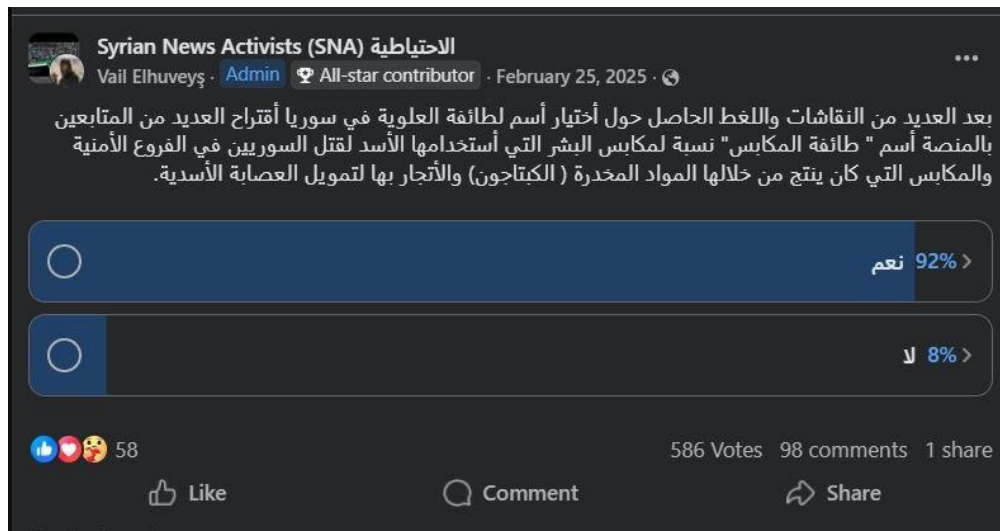 Syrian News Activists (SNA) الاحتياطية
Vail Elhuveyş · Admin All-star contributor · February 25, 2025 ·
بعد العديد من النقاشات واللغط الحاصل حول أختيار أسم لطائفة العلوية في سوريا أقتراح العديد من المتابعين
بالمنصة أسم " طائفة المكابس" نسبة لمكابس البشر التي أستخدامها الأسد لقتل السوريين في الفروع الأمنية
والمكابس التي كان ينتج من خلالها المواد المخدرة ( الكبتاجون) والأتجار بها لتمويل العصابة الأسدية.
نعم 92%
لا 8%
58 586 Votes 98 comments 1 share
Like Comment Share